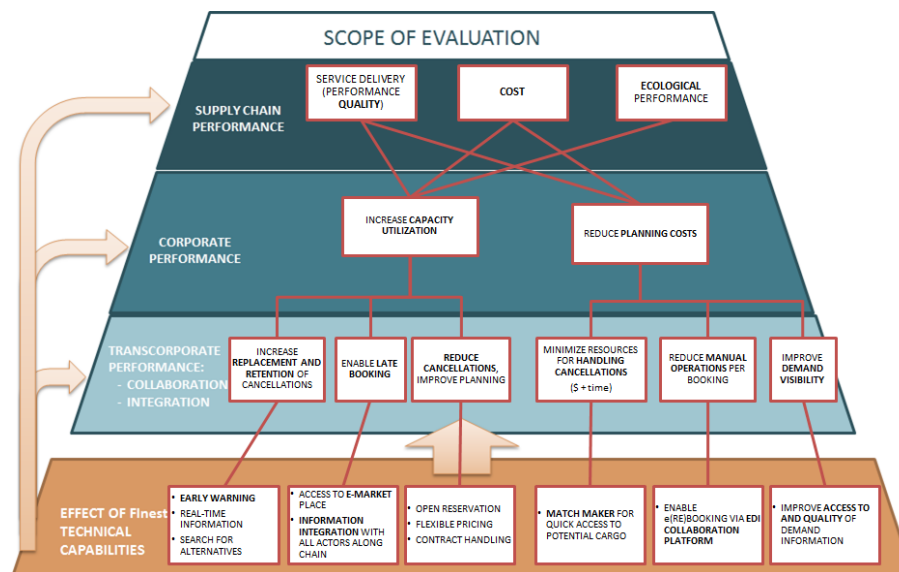 SCOPE OF EVALUATION
SUPPLY CHAIN
PERFORMANCE
SERVICE DELIVERY
(PERFORMANCE
QUALITY)
COST
ECOLOGICAL
PERFORMANCE
CORPORATE
PERFORMANCE
INCREASE CAPACITY
UTILIZATION
REDUCE PLANNING COSTS
TRANSCORPORATE
PERFORMANCE:
- COLLABORATION
- INTEGRATION
INCREASE
REPLACEMENT AND
RETENTION OF
CANCELLATIONS
ENABLE LATE
BOOKING
REDUCE
CANCELLATIONS,
IMPROVE PLANNING
MINIMIZE RESOURCES
FOR HANDLING
CANCELLATIONS
($ + time)
REDUCE MANUAL
OPERATIONS PER
BOOKING
IMPROVE
DEMAND
VISIBILITY
EFFECT OF FInest
TECHNICAL
CAPABILITIES
• EARLY WARNING
• REAL-TIME
INFORMATION
• SEARCH FOR
ALTERNATIVES
• ACCESS TO E-MARKET
PLACE
• INFORMATION
INTEGRATION WITH
ALL ACTORS ALONG
CHAIN
• OPEN RESERVATION
• FLEXIBLE PRICING
• CONTRACT HANDLING
• MATCH MAKER FOR
QUICK ACCESS TO
POTENTIAL CARGO
• ENABLE
e(RE)BOOKING VIA EDI
COLLABORATION
PLATFORM
• IMPROVE ACCESS TO
AND QUALITY OF
DEMAND
INFORMATION